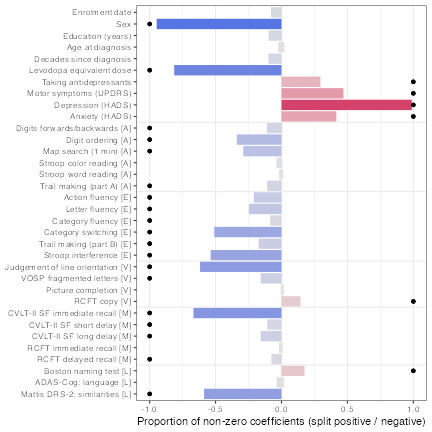 Enrolment date
Sex
Education (years)
Age at diagnosis
Decades since diagnosis
Levodopa equivalent dose
Taking antidepressants
Motor symptoms (UPDRS)
Depression (HADS)
Anxiety (HADS)
Digits forwards/backwards [A]
Digit ordering [A]
Map search (1 min) [A]
Stroop color reading [A]
Stroop word reading [A]
Trail making (part A) [A]
Action fluency [E]
Letter fluency [E]
Category fluency [E]
Category switching [E]
Trail making (part B) [E]
Stroop interference [E]
Judgement of line orientation [V]
VOSP fragmented letters [V]
Picture completion [V]
RCFT copy [V]
CVLT-II SF immediate recall [M]
CVLT-II SF short delay [M]
CVLT-II SF long delay [M]
RCFT immediate recall [M]
RCFT delayed recall [M]
Boston naming test [L]
ADAS-Cog: language [L]
Mattis DRS-2: similarities [L]
-1.0 -0.5 0.0 0.5 1.0
Proportion of non-zero coefficients (split positive / negative)